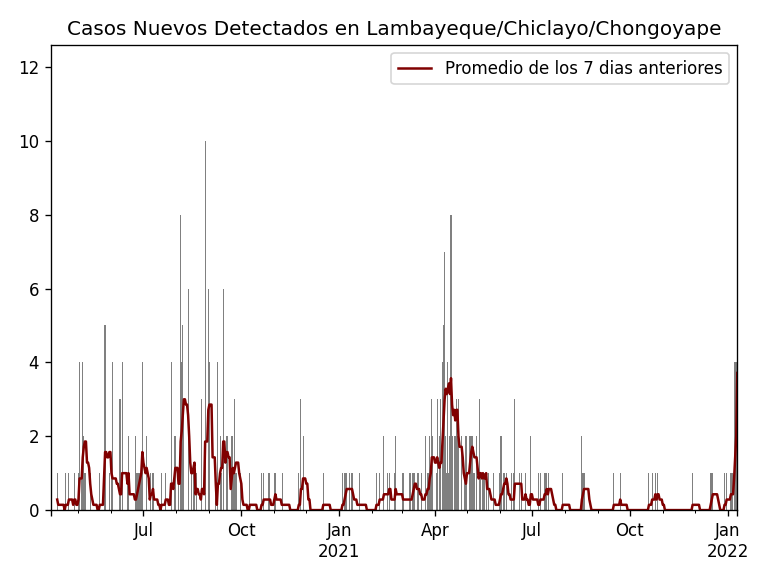 Casos Nuevos Detectados en Lambayeque/Chiclayo/Chongoyape
Promedio de los 7 dias anteriores
12
10
8
6
4
2
0
Jul Oct Jan Apr Jul Oct Jan
2021 2022